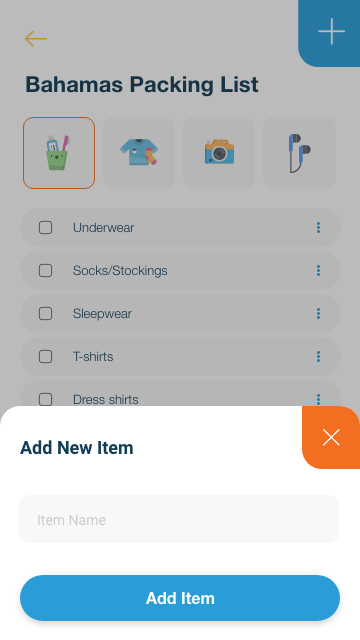 Bahamas Packing List
Underwear
Socks/Stockings
Sleepwear
T-shirts
Dress shirts
Add New Item
Item Name
Add Item